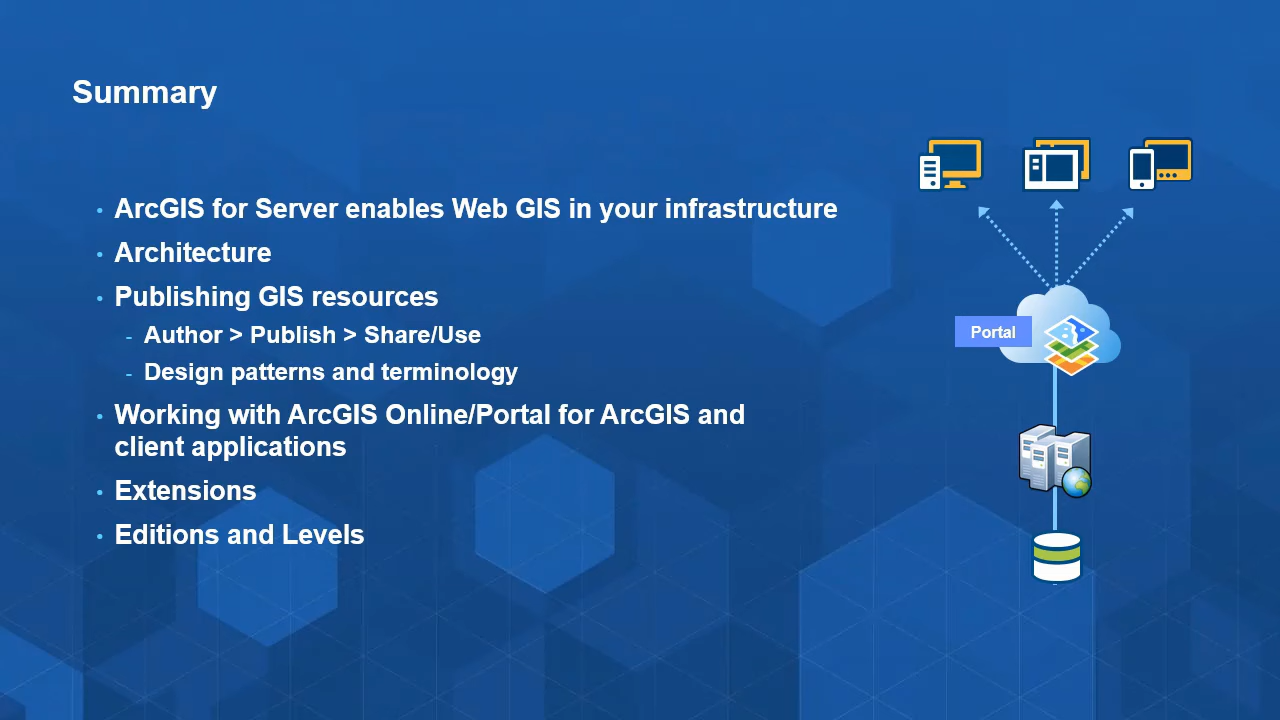 Summary
• ArcGIS for Server enables Web GIS in your infrastructure
• Architecture
• Publishing GIS resources
- Author > Publish > Share/Use
- Design patterns and terminology
• Working with ArcGIS Online/Portal for ArcGIS and
client applications
• Extensions
• Editions and Levels
Portal